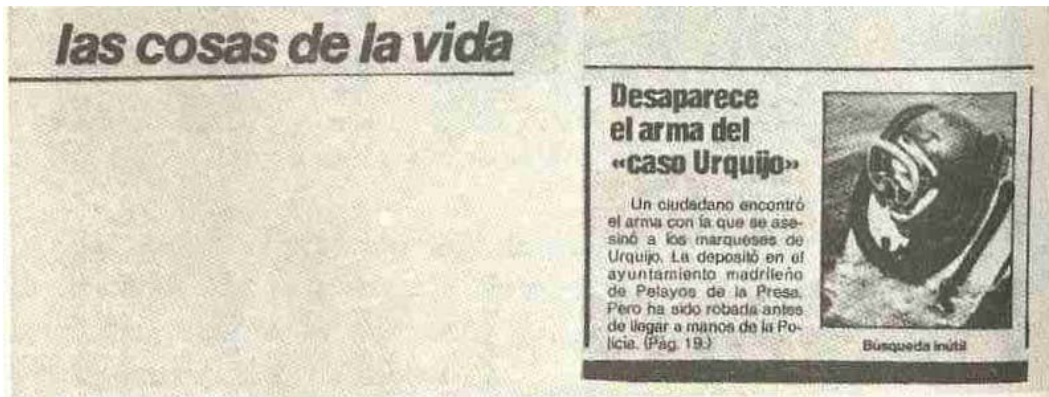 las cosas de la vida
Desaparece
el arma del
«caso Urquijo»
Un ciudadano encontró
el arma con la que se ase-
sinó a los marqueses de
Urquijo. La depositó en el
ayuntamiento madrileño
de Pelayos de la Presa.
Pero ha sido robada antes
de llegar a manos de la Po-
licía. (Pág. 19.)
Búsqueda inútil